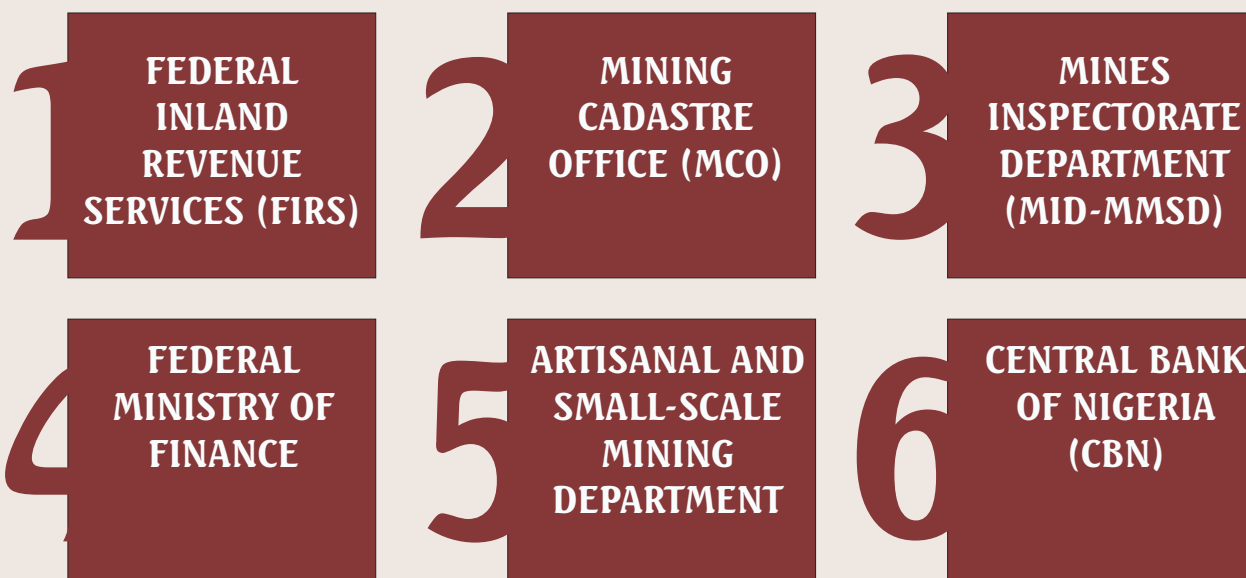 1
FEDERAL
INLAND
REVENUE
SERVICES (FIRS)
2
MINING
CADASTRE
OFFICE (MCO)
3
MINES
INSPECTORATE
DEPARTMENT
(MID-MMSD)
4
FEDERAL
MINISTRY OF
FINANCE
5
ARTISANAL AND
SMALL-SCALE
MINING
DEPARTMENT
6
CENTRAL BANK
OF NIGERIA
(CBN)